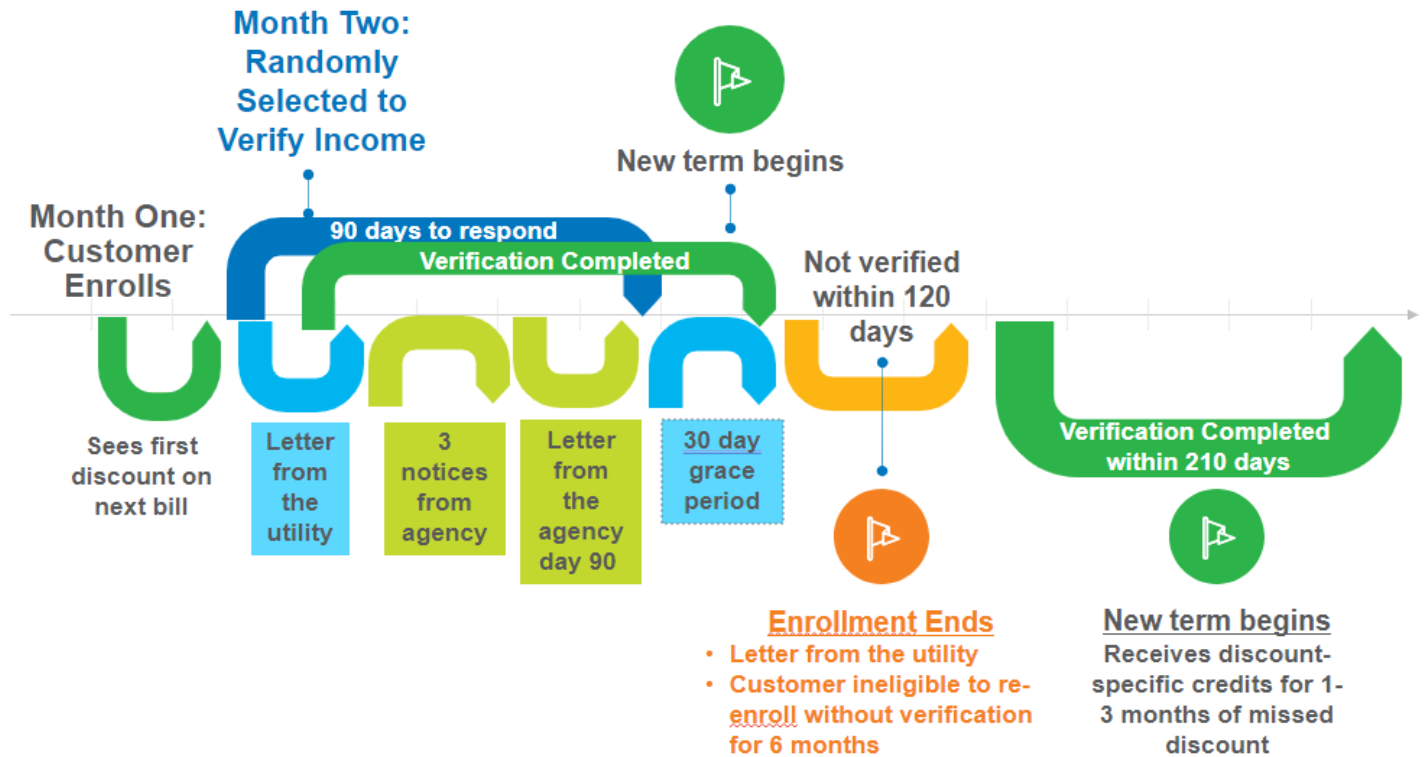 Month Two:
Randomly
Selected to
Verify Income
New term begins
Month One:
Customer
Enrolls
90 days to respond
Verification Completed
Not verified
within 120
days
Sees first
discount on
next bill
Letter
from
the
utility
3
notices
from
agency
Letter
from
the
agency
day 90
30 day
grace
period
Verification Completed
within 210 days
Enrollment Ends
• Letter from the utility
• Customer ineligible to re-
enroll without verification
for 6 months
New term begins
Receives discount-
specific credits for 1-
3 months of missed
discount